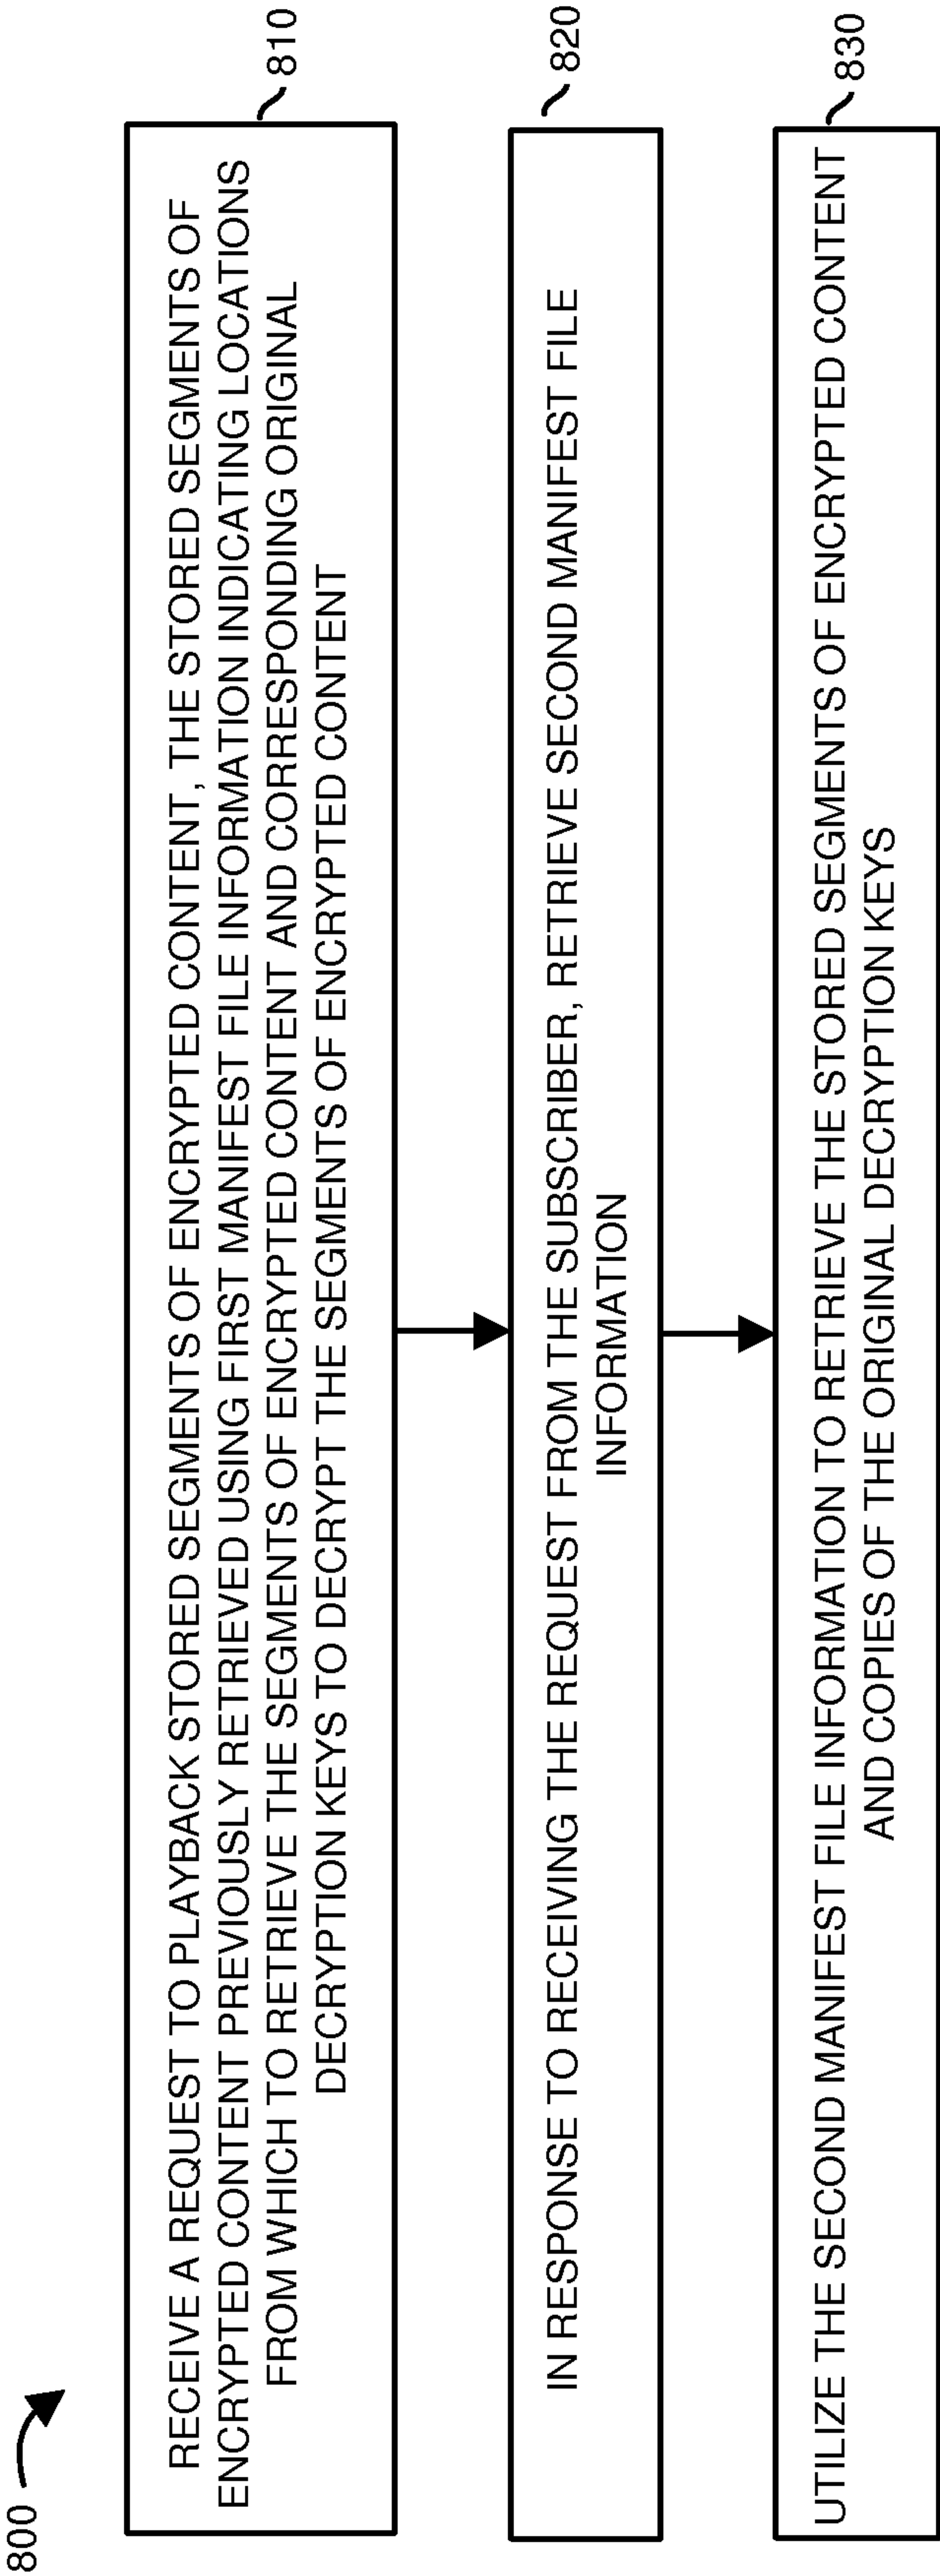 800
RECEIVE A REQUEST TO PLAYBACK STORED SEGMENTS OF ENCRYPTED CONTENT, THE STORED SEGMENTS OF
ENCRYPTED CONTENT PREVIOUSLY RETRIEVED USING FIRST MANIFEST FILE INFORMATION INDICATING LOCATIONS
FROM WHICH TO RETRIEVE THE SEGMENTS OF ENCRYPTED CONTENT AND CORRESPONDING ORIGINAL
DECRYPTION KEYS TO DECRYPT THE SEGMENTS OF ENCRYPTED CONTENT
810
IN RESPONSE TO RECEIVING THE REQUEST FROM THE SUBSCRIBER, RETRIEVE SECOND MANIFEST FILE
INFORMATION
820
UTILIZE THE SECOND MANIFEST FILE INFORMATION TO RETRIEVE THE STORED SEGMENTS OF ENCRYPTED CONTENT
AND COPIES OF THE ORIGINAL DECRYPTION KEYS
830